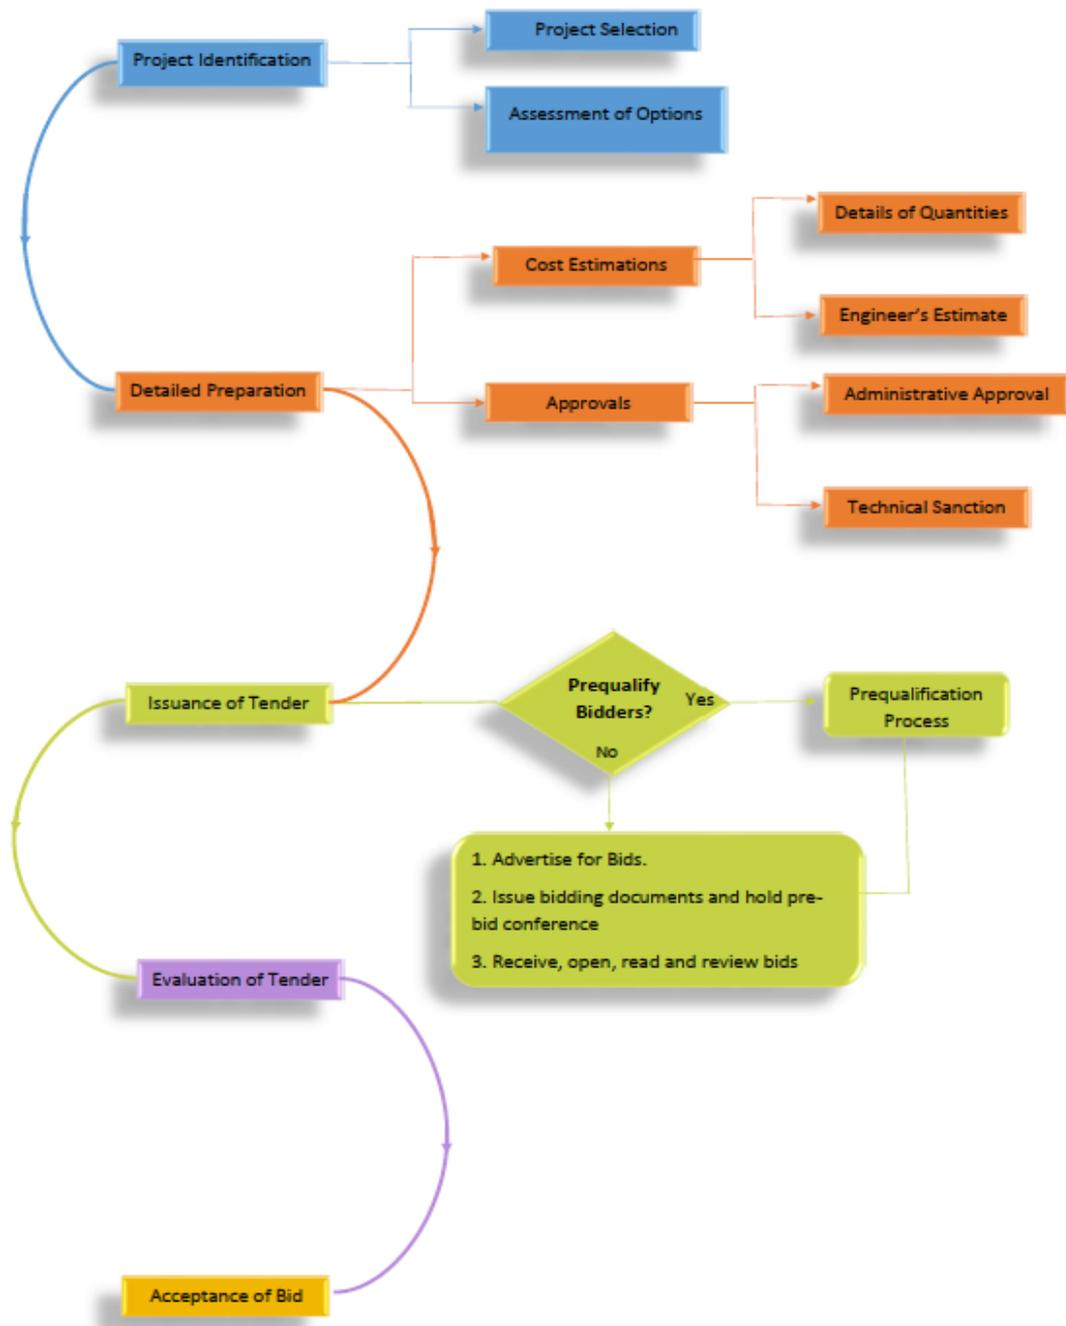 Project Selection
Project Identification
Assessment of Options
Details of Quantities
Cost Estimations
Engineer's Estimate
Detailed Preparation
Approvals
Administrative Approval
Technical Sanction
Issuance of Tender
Prequalify
Bidders?
Yes
No
Prequalification
Process
1. Advertise for Bids.
2. Issue bidding documents and hold pre-
bid conference
3. Receive, open, read and review bids
Evaluation of Tender
Acceptance of Bid